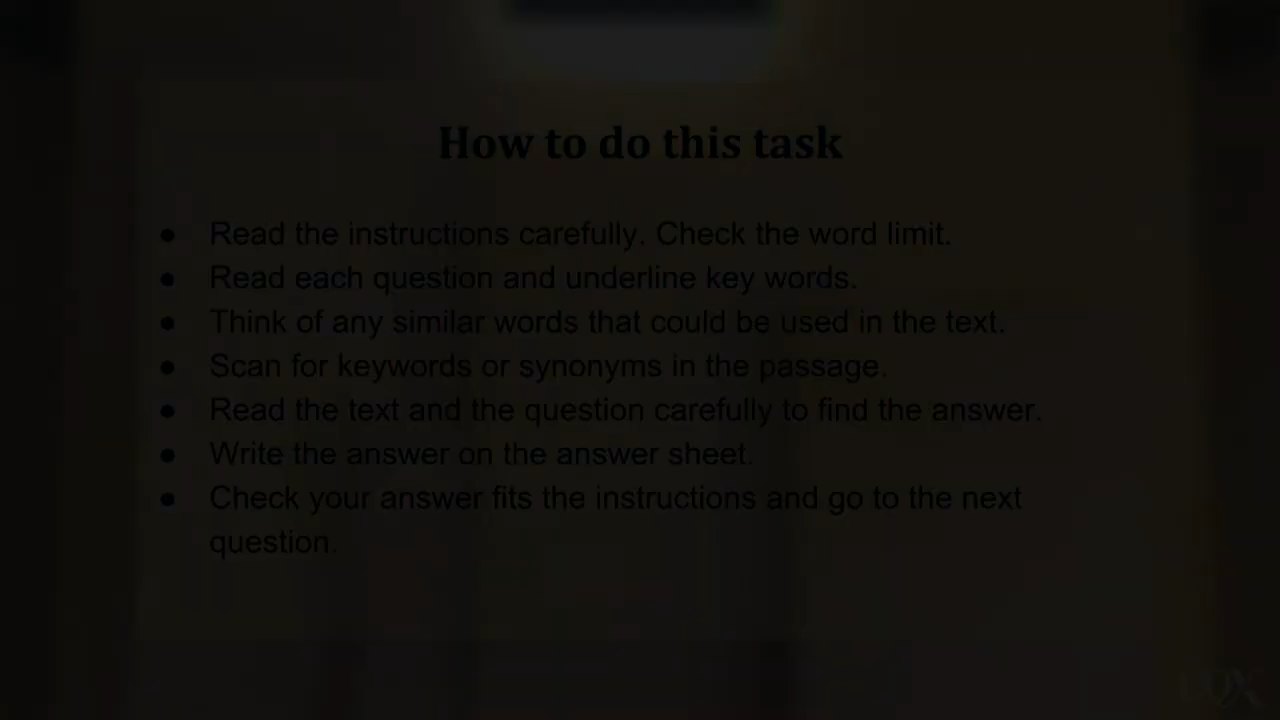 How to do this task
● Read the instructions carefully. Check the word limit.
● Read each question and underline key words.
● Think of any similar words that could be used in the text.
● Scan for keywords or synonyms in the passage.
● Read the text and the question carefully to find the answer.
● Write the answer on the answer sheet.
● Check your answer fits the instructions and go to the next
question.